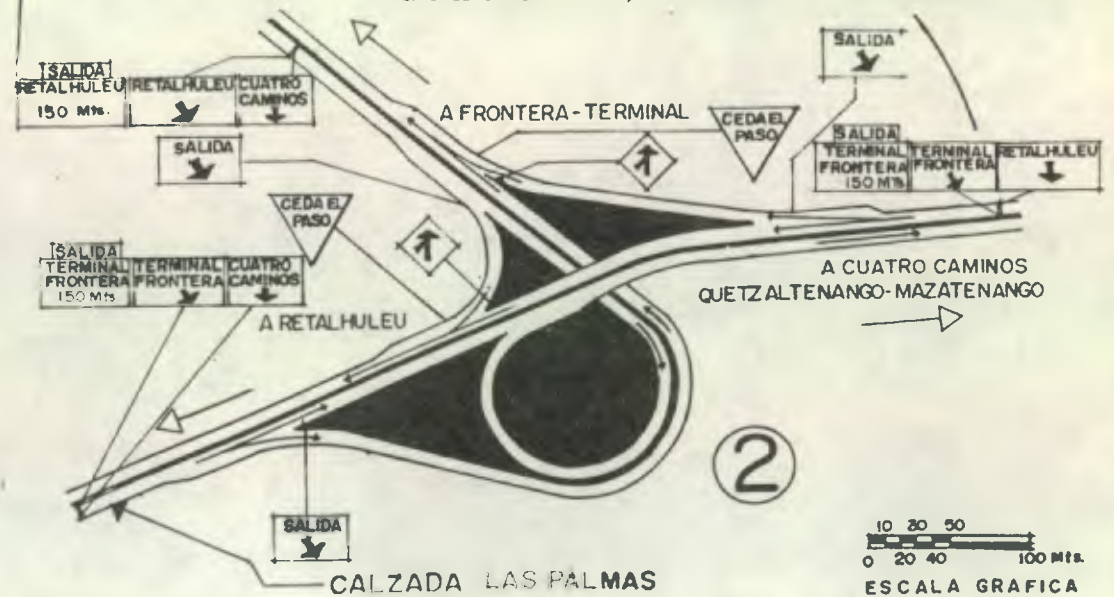 SALIDA
RETALHULEU
150 Mts.
RETALHULEU
CUATRO
CAMINOS
SALIDA
A FRONTERA-TERMINAL
CEDA EL
PASO
SALIDA
SALIDA
TERMINAL
FRONTERA
150 Mts
TERMINAL
FRONTERA
RETALHULEU
CEDA EL
PASO
SALIDA
TERMINAL
FRONTERA
150 Mts
TERMINAL
FRONTERA
CUATRO
CAMINOS
A RETALHULEU
A CUATRO CAMINOS
QUETZALTENANGO-MAZATENANGO
2
SALIDA
CALZADA LAS PALMAS
10 30 50
0 20 40 100 Mts.
ESCALA GRAFICA